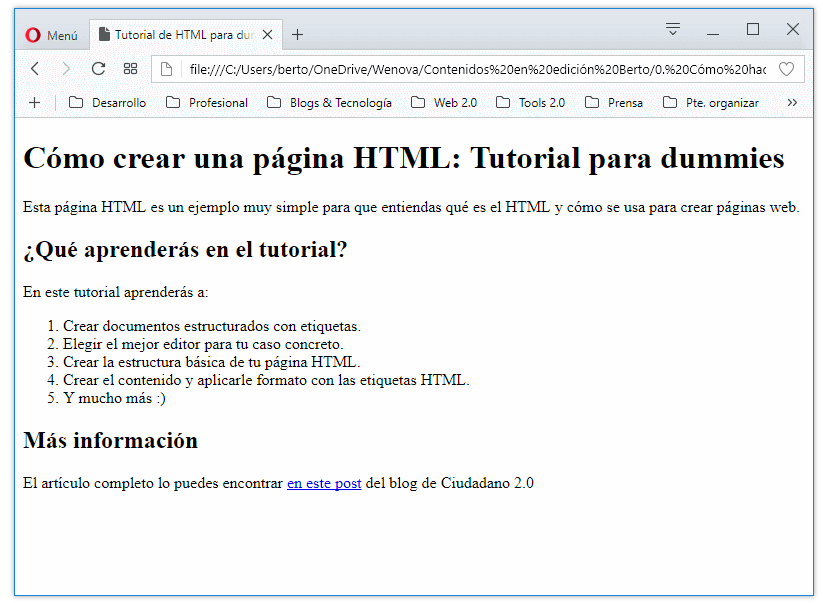 Menú
Tutorial de HTML para dur
file:///C:/Users/berto/OneDrive/Wenova/Contenidos%20en%20edición%20Berto/0.%20Cómo%20hac
Desarrollo Profesional Blogs & Tecnología Web 2.0 Tools 2.0 Prensa Pte. organizar
Cómo crear una página HTML: Tutorial para dummies
Esta página HTML es un ejemplo muy simple para que entiendas qué es el HTML y cómo se usa para crear páginas web.
¿Qué aprenderás en el tutorial?
En este tutorial aprenderás a:
1. Crear documentos estructurados con etiquetas.
2. Elegir el mejor editor para tu caso concreto.
3. Crear la estructura básica de tu página HTML.
4. Crear el contenido y aplicarle formato con las etiquetas HTML.
5. Y mucho más :)
Más información
El artículo completo lo puedes encontrar en este post del blog de Ciudadano 2.0